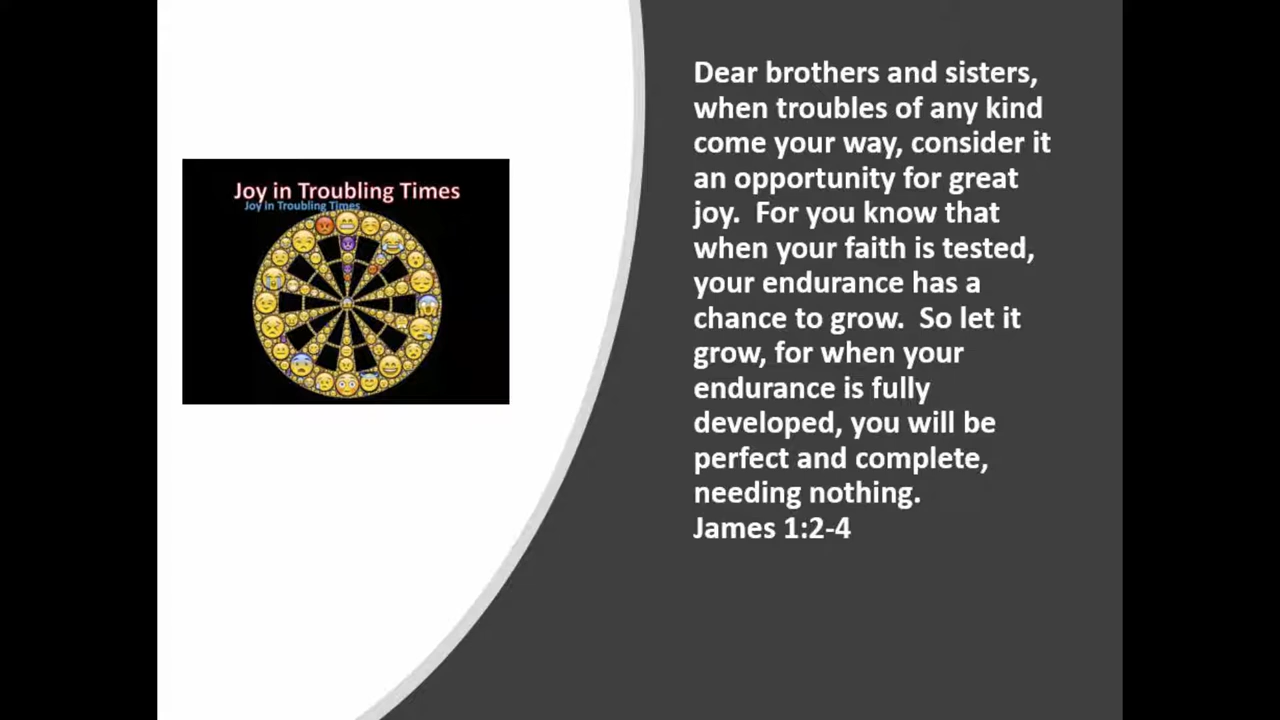 Joy in Troubling Times
Joy in Troubling Times
Dear brothers and sisters,
when troubles of any kind
come your way, consider it
an opportunity for great
joy.  For you know that
when your faith is tested,
your endurance has a
chance to grow.  So let it
grow, for when your
endurance is fully
developed, you will be
perfect and complete,
needing nothing.
James 1:2-4